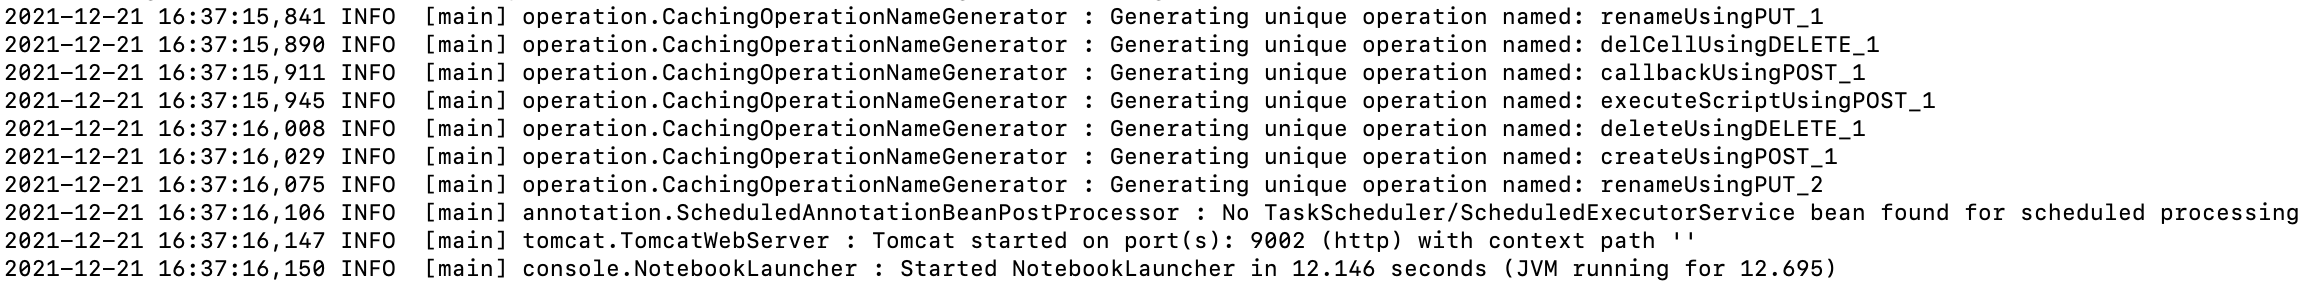 2021-12-21 16:37:15,841 INFO  [main] operation.CachingOperationNameGenerator : Generating unique operation named: renameUsingPUT_1
2021-12-21 16:37:15,890 INFO  [main] operation.CachingOperationNameGenerator : Generating unique operation named: delCellUsingDELETE_1
2021-12-21 16:37:15,911 INFO  [main] operation.CachingOperationNameGenerator : Generating unique operation named: callbackUsingPOST_1
2021-12-21 16:37:15,945 INFO  [main] operation.CachingOperationNameGenerator : Generating unique operation named: executeScriptUsingPOST_1
2021-12-21 16:37:16,008 INFO  [main] operation.CachingOperationNameGenerator : Generating unique operation named: deleteUsingDELETE_1
2021-12-21 16:37:16,029 INFO  [main] operation.CachingOperationNameGenerator : Generating unique operation named: createUsingPOST_1
2021-12-21 16:37:16,075 INFO  [main] operation.CachingOperationNameGenerator : Generating unique operation named: renameUsingPUT_2
2021-12-21 16:37:16,106 INFO  [main] annotation.ScheduledAnnotationBeanPostProcessor : No TaskScheduler/ScheduledExecutorService bean found for scheduled processing
2021-12-21 16:37:16,147 INFO  [main] tomcat.TomcatWebServer : Tomcat started on port(s): 9002 (http) with context path ''
2021-12-21 16:37:16,150 INFO  [main] console.NotebookLauncher : Started NotebookLauncher in 12.146 seconds (JVM running for 12.695)